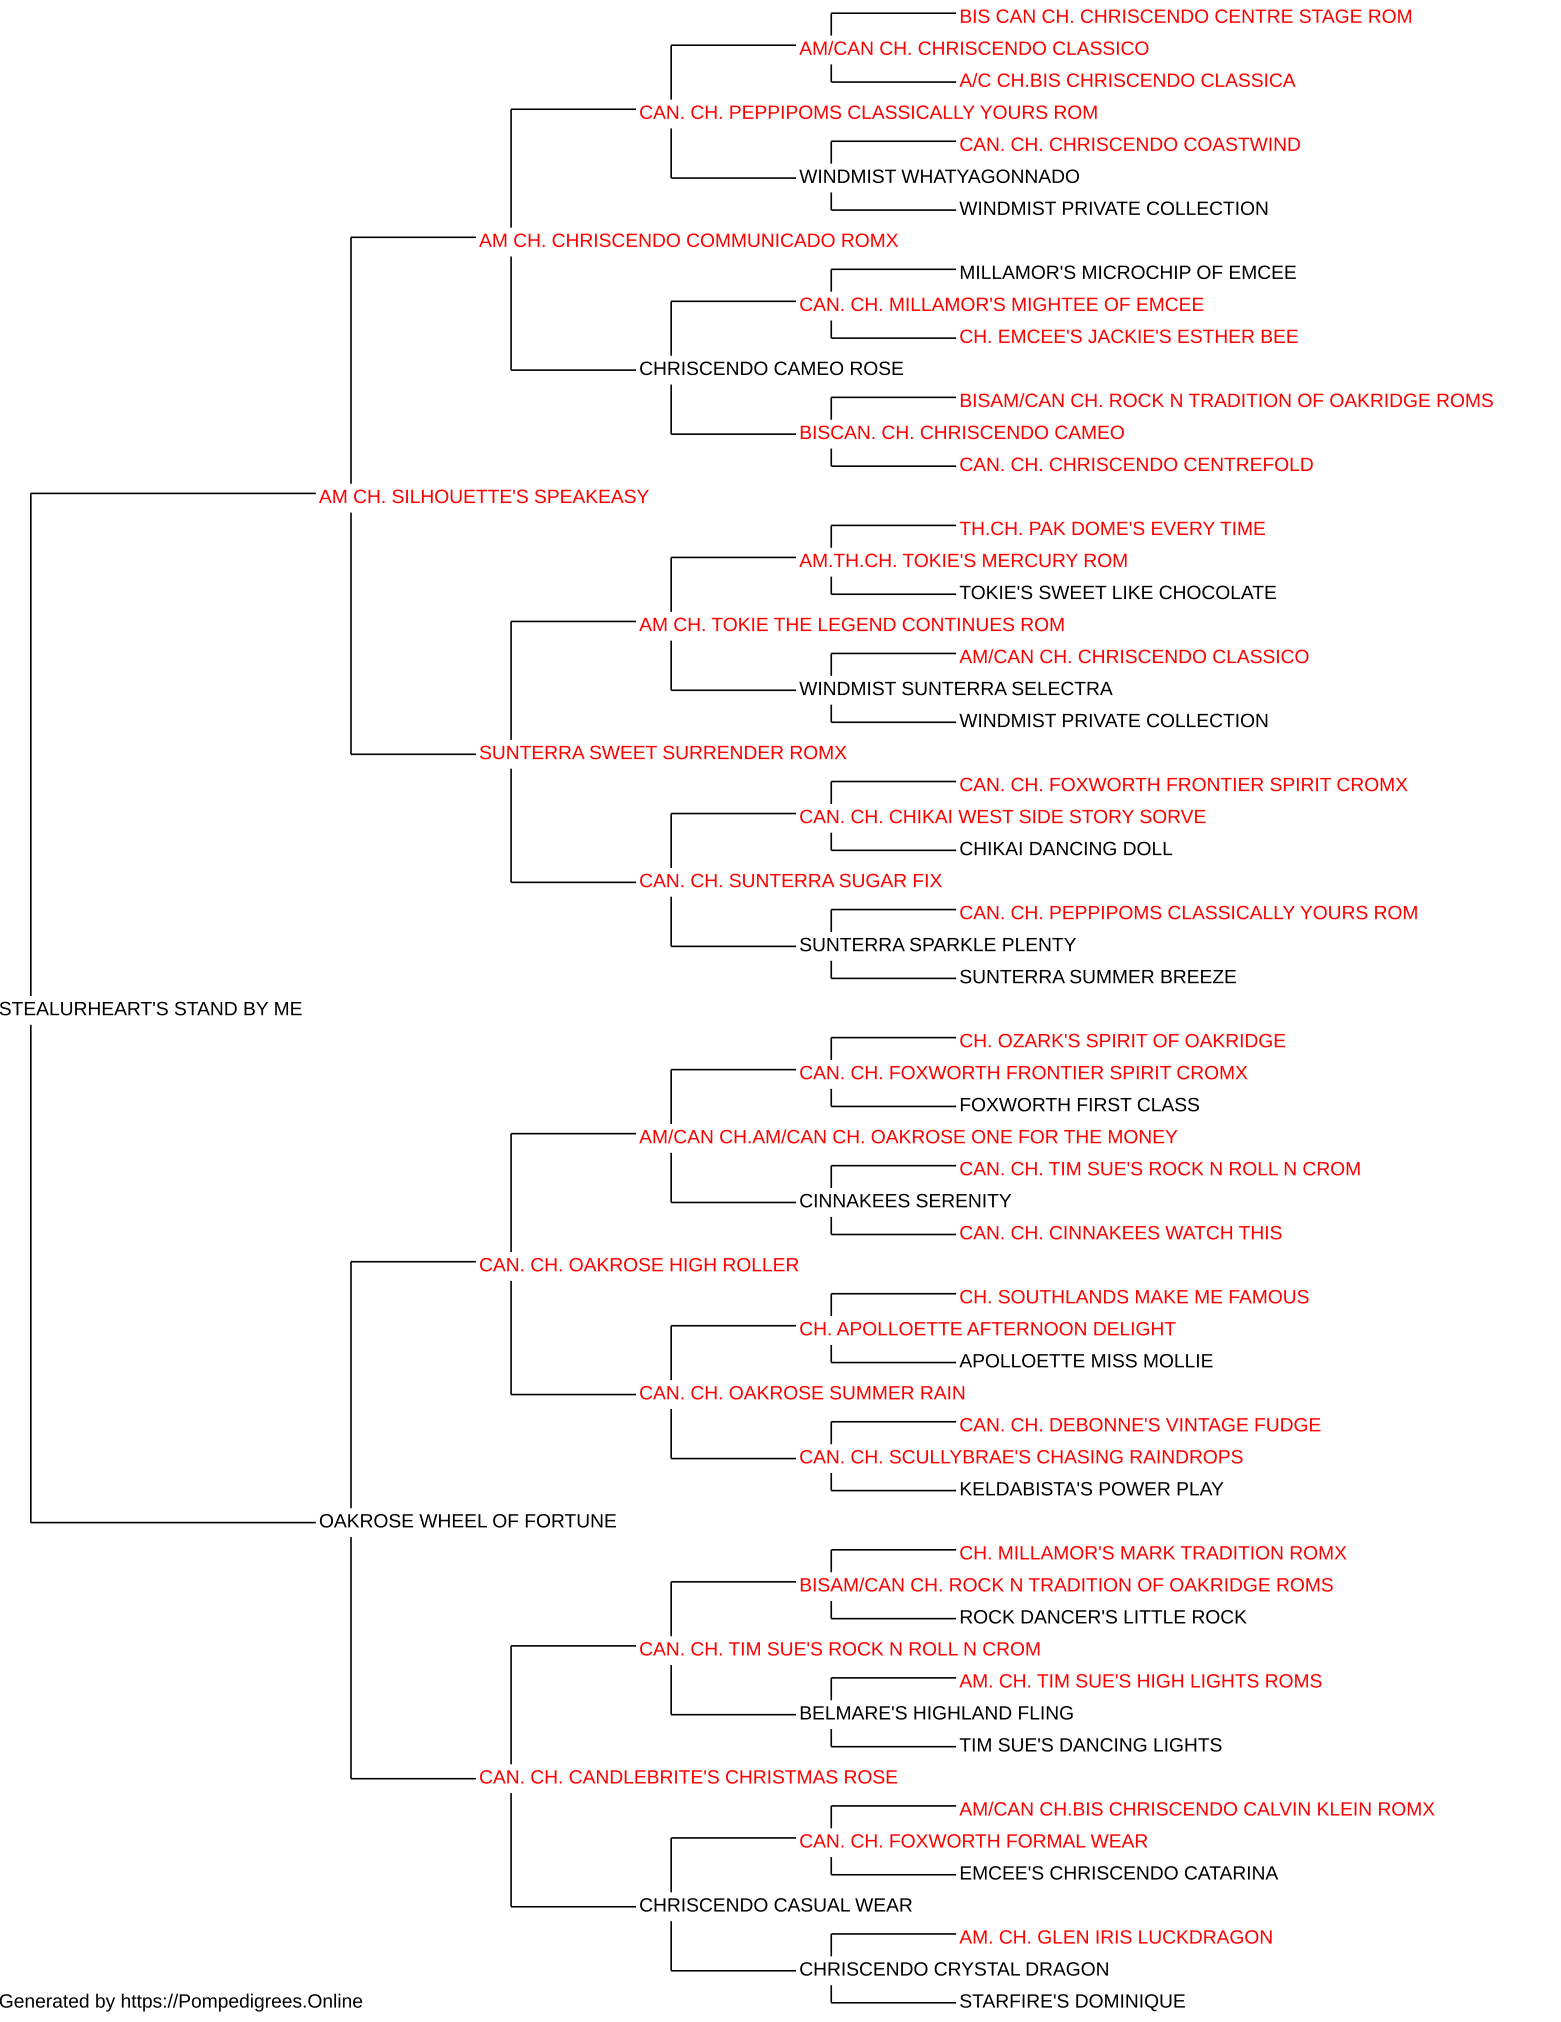 BIS CAN CH. CHRISCENDO CENTRE STAGE ROM
AM/CAN CH. CHRISCENDO CLASSICO
A/C CH.BIS CHRISCENDO CLASSICA
CAN. CH. PEPPIPOMS CLASSICALLY YOURS ROM
CAN. CH. CHRISCENDO COASTWIND
WINDMIST WHATYAGONNADO
WINDMIST PRIVATE COLLECTION
AM CH. CHRISCENDO COMMUNICADO ROMX
MILLAMOR'S MICROCHIP OF EMCEE
CAN. CH. MILLAMOR'S MIGHTEE OF EMCEE
CH. EMCEE'S JACKIE'S ESTHER BEE
CHRISCENDO CAMEO ROSE
BISAM/CAN CH. ROCK N TRADITION OF OAKRIDGE ROMS
BISCAN. CH. CHRISCENDO CAMEO
CAN. CH. CHRISCENDO CENTREFOLD
AM CH. SILHOUETTE'S SPEAKEASY
TH.CH. PAK DOME'S EVERY TIME
AM.TH.CH. TOKIE'S MERCURY ROM
TOKIE'S SWEET LIKE CHOCOLATE
AM CH. TOKIE THE LEGEND CONTINUES ROM
AM/CAN CH. CHRISCENDO CLASSICO
WINDMIST SUNTERRA SELECTRA
WINDMIST PRIVATE COLLECTION
SUNTERRA SWEET SURRENDER ROMX
CAN. CH. FOXWORTH FRONTIER SPIRIT CROMX
CAN. CH. CHIKAI WEST SIDE STORY SORVE
CHIKAI DANCING DOLL
CAN. CH. SUNTERRA SUGAR FIX
CAN. CH. PEPPIPOMS CLASSICALLY YOURS ROM
SUNTERRA SPARKLE PLENTY
SUNTERRA SUMMER BREEZE
STEALURHEART'S STAND BY ME
CH. OZARK'S SPIRIT OF OAKRIDGE
CAN. CH. FOXWORTH FRONTIER SPIRIT CROMX
FOXWORTH FIRST CLASS
AM/CAN CH.AM/CAN CH. OAKROSE ONE FOR THE MONEY
CAN. CH. TIM SUE'S ROCK N ROLL N CROM
CINNAKEES SERENITY
CAN. CH. CINNAKEES WATCH THIS
CAN. CH. OAKROSE HIGH ROLLER
CH. SOUTHLANDS MAKE ME FAMOUS
CH. APOLLOETTE AFTERNOON DELIGHT
APOLLOETTE MISS MOLLIE
CAN. CH. OAKROSE SUMMER RAIN
CAN. CH. DEBONNE'S VINTAGE FUDGE
CAN. CH. SCULLYBRAE'S CHASING RAINDROPS
KELDABISTA'S POWER PLAY
OAKROSE WHEEL OF FORTUNE
CH. MILLAMOR'S MARK TRADITION ROMX
BISAM/CAN CH. ROCK N TRADITION OF OAKRIDGE ROMS
ROCK DANCER'S LITTLE ROCK
CAN. CH. TIM SUE'S ROCK N ROLL N CROM
AM. CH. TIM SUE'S HIGH LIGHTS ROMS
BELMARE'S HIGHLAND FLING
TIM SUE'S DANCING LIGHTS
CAN. CH. CANDLEBRITE'S CHRISTMAS ROSE
AM/CAN CH.BIS CHRISCENDO CALVIN KLEIN ROMX
CAN. CH. FOXWORTH FORMAL WEAR
EMCEE'S CHRISCENDO CATARINA
CHRISCENDO CASUAL WEAR
AM. CH. GLEN IRIS LUCKDRAGON
CHRISCENDO CRYSTAL DRAGON
STARFIRE'S DOMINIQUE
Generated by https://Pompedigrees.Online